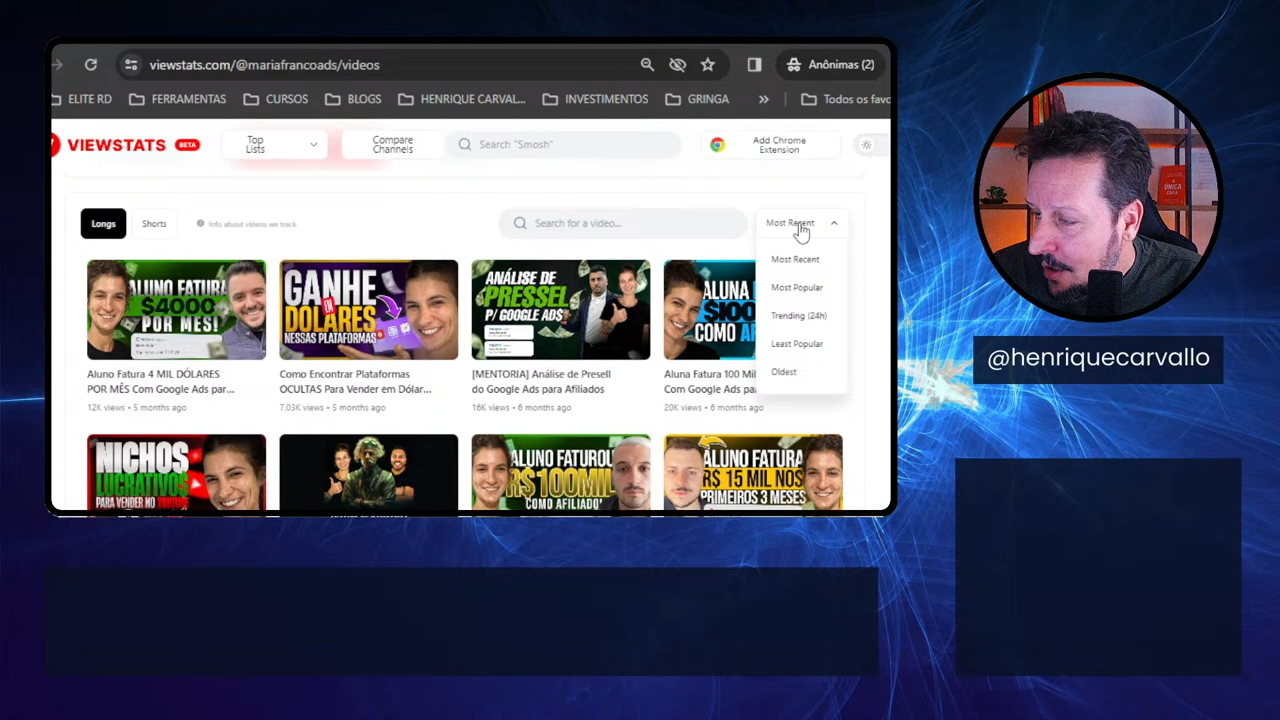 viewstats.com/@mariafrancoads/videos
Anônimas (2)
ELITE RD
FERRAMENTAS
CURSOS
BLOGS
HENRIQUE CARVAL...
INVESTIMENTOS
GRINGA
»
Todos os favo
VIEWSTATS BETA
Top
Lists
Compare
Channels
Search "Smosh"
Add Chrome
Extension
Longs
Shorts
Info about videos we track
Search for a video...
Most Recent
Most Recent
Most Popular
Trending (24h)
Least Popular
Oldest
ALUNO FATURA
$4000
POR MÊS!
GANHE
EM
DÓLARES
NESSAS PLATAFORMAS
ANÁLISE DE
PRESSEL
P/ GOOGLE ADS
ALUNA
$100
COMO AF
Aluno Fatura 4 MIL DÓLARES
POR MÊS Com Google Ads par...
12K views • 5 months ago
Como Encontrar Plataformas
OCULTAS Para Vender em Dólar...
7.03K views • 5 months ago
[MENTORIA] Análise de Presell
do Google Ads para Afiliados
16K views • 6 months ago
Aluna Fatura 100 Mil
Com Google Ads para
20K views • 6 months ago
NICHOS
LUCRATIVOS
PARA VENDER NO YOUTUBE
ALUNO FATUROU
R$100MIL
COMO AFILIADO
ALUNO FATURA
R$ 15 MIL NOS
PRIMEIROS 3 MESES
A
ÚNICA
COISA
@henriquecarvallo